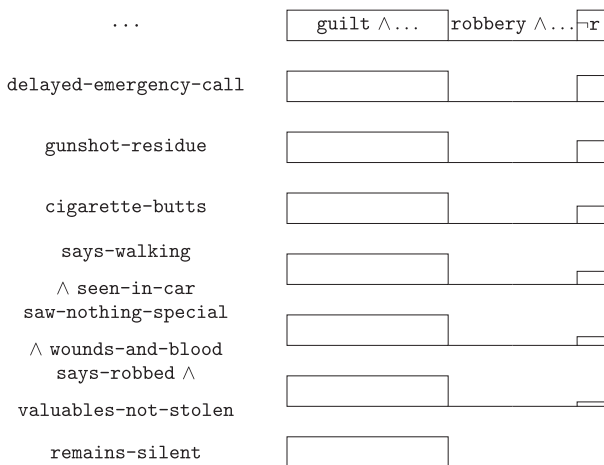 ... guilt ∧... robbery ∧... ¬r
delayed-emergency-call
gunshot-residue
cigarette-butts
says-walking
∧ seen-in-car
saw-nothing-special
∧ wounds-and-blood
says-robbed ∧
valuables-not-stolen
remains-silent